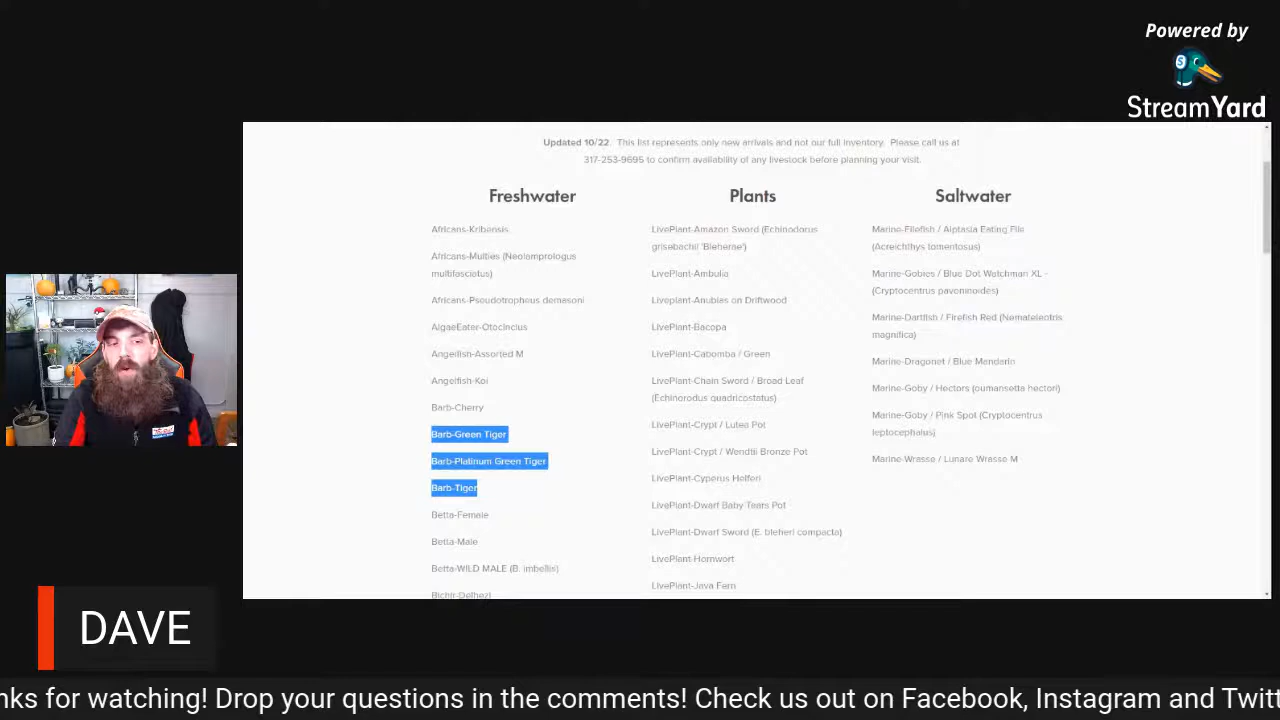 Powered by
StreamYard
Updated 10/22. This list represents only new arrivals and not our full inventory. Please call us at
317-253-9695 to confirm availability of any livestock before planning your visit.
Freshwater
Africans-Kribensis
Africans-Multies (Neolamprologus
multifasciatus)
Africans-Pseudotropheus demasoni
AlgaeEater-Otocinclus
Angelfish-Assorted M
Angelfish-Koi
Barb-Cherry
Barb-Green Tiger
Barb-Platinum Green Tiger
Barb-Tiger
Betta-Female
Betta-Male
Betta-WILD MALE (B. imbellis)
Bichir-Delhezi
Plants
LivePlant-Amazon Sword (Echinodorus
grisebachii 'Bleherae')
LivePlant-Ambulia
Liveplant-Anubias on Driftwood
LivePlant-Bacopa
LivePlant-Cabomba / Green
LivePlant-Chain Sword / Broad Leaf
(Echinorodus quadricostatus)
LivePlant-Crypt / Lutea Pot
LivePlant-Crypt / Wendtii Bronze Pot
LivePlant-Cyperus Helferi
LivePlant-Dwarf Baby Tears Pot
LivePlant-Dwarf Sword (E. bleheri compacta)
LivePlant-Hornwort
LivePlant-Java Fern
Saltwater
Marine-Filefish / Aiptasia Eating File
(Acreichthys tomentosus)
Marine-Gobies / Blue Dot Watchman XL -
(Cryptocentrus pavoninoides)
Marine-Dartfish / Firefish Red (Nemateleotris
magnifica)
Marine-Dragonet / Blue Mandarin
Marine-Goby / Hectors (oumansetta hectori)
Marine-Goby / Pink Spot (Cryptocentrus
leptocephalus)
Marine-Wrasse / Lunare Wrasse M
DAVE
nks for watching! Drop your questions in the comments! Check us out on Facebook, Instagram and Twitt